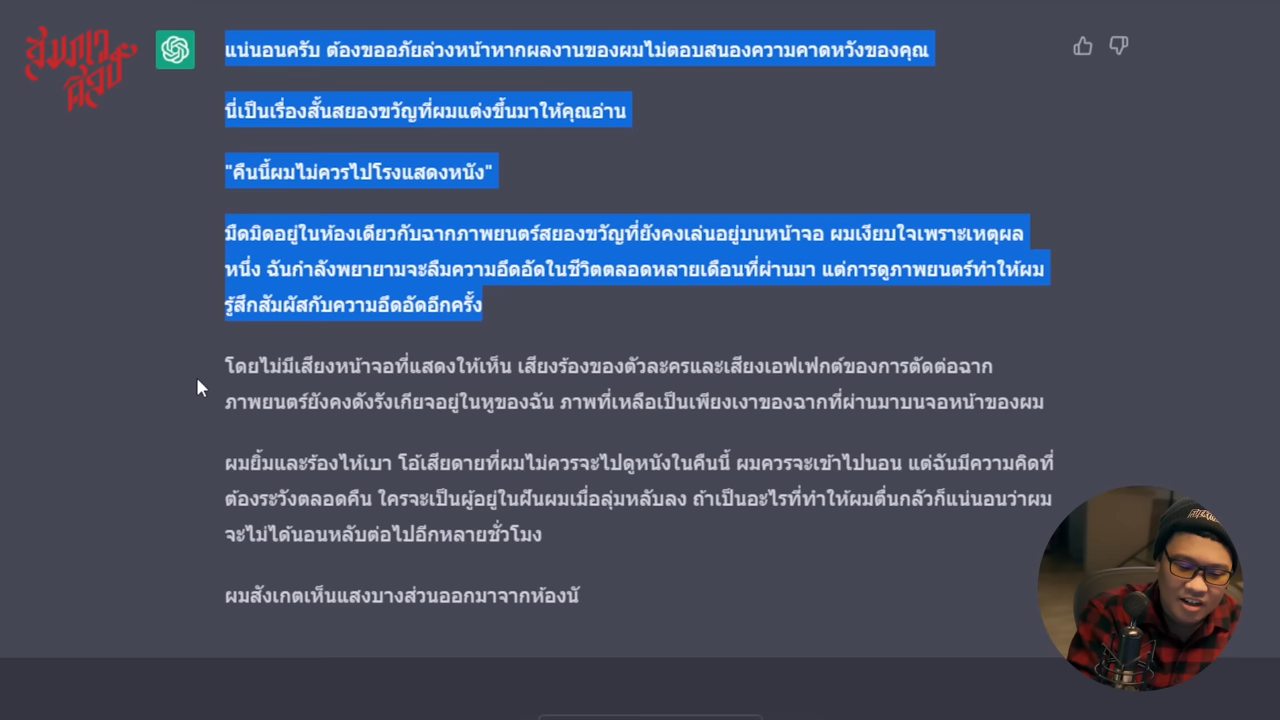 แน่นอนครับ ต้องขออภัยล่วงหน้าหากผลงานของผมไม่ตอบสนองความคาดหวังของคุณ
นี่เป็นเรื่องสั้นสยองขวัญที่ผมแต่งขึ้นมาให้คุณอ่าน
"คืนนี้ผมไม่ควรไปโรงแสดงหนัง"
มืดมิดอยู่ในห้องเดียวกับฉากภาพยนตร์สยองขวัญที่ยังคงเล่นอยู่บนหน้าจอ ผมเงียบใจเพราะเหตุผล
หนึ่ง ฉันกำลังพยายามจะลืมความอึดอัดในชีวิตตลอดหลายเดือนที่ผ่านมา แต่การดูภาพยนตร์ทำให้ผม
รู้สึกสัมผัสกับความอึดอัดอีกครั้ง
โดยไม่มีเสียงหน้าจอที่แสดงให้เห็น เสียงร้องของตัวละครและเสียงเอฟเฟกต์ของการตัดต่อฉาก
ภาพยนตร์ยังคงดังรังเกียจอยู่ในหูของฉัน ภาพที่เหลือเป็นเพียงเงาของฉากที่ผ่านมาบนจอหน้าของผม
ผมยิ้มและร้องไห้เบา โอ้เสียดายที่ผมไม่ควรจะไปดูหนังในคืนนี้ ผมควรจะเข้าไปนอน แต่ฉันมีความคิดที่
ต้องระวังตลอดคืน ใครจะเป็นผู้อยู่ในฝันผมเมื่อลุ่มหลับลง ถ้าเป็นอะไรที่ทำให้ผมตื่นกลัวก็แน่นอนว่าผม
จะไม่ได้นอนหลับต่อไปอีกหลายชั่วโมง
ผมสังเกตเห็นแสงบางส่วนออกมาจากห้องนั